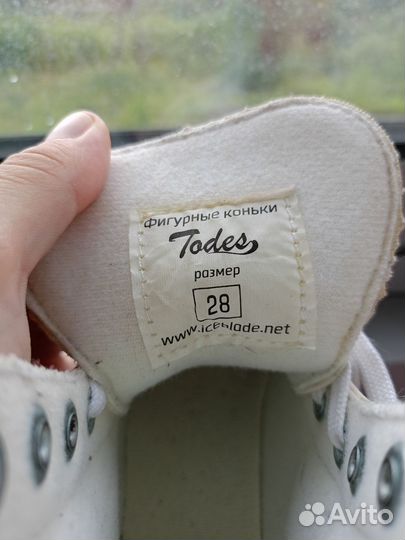 Фигурные коньки
Todes
размер
28
www.iceblade.net
Avito